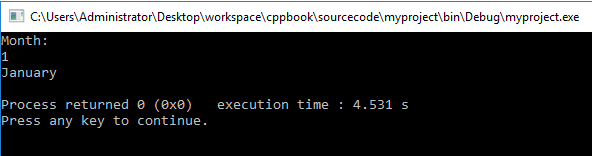 C:\Users\Administrator\Desktop\workspace\cppbook\sourcecode\myproject\bin\Debug\myproject.exe
Month:
1
January
Process returned 0 (0x0)   execution time : 4.531 s
Press any key to continue.